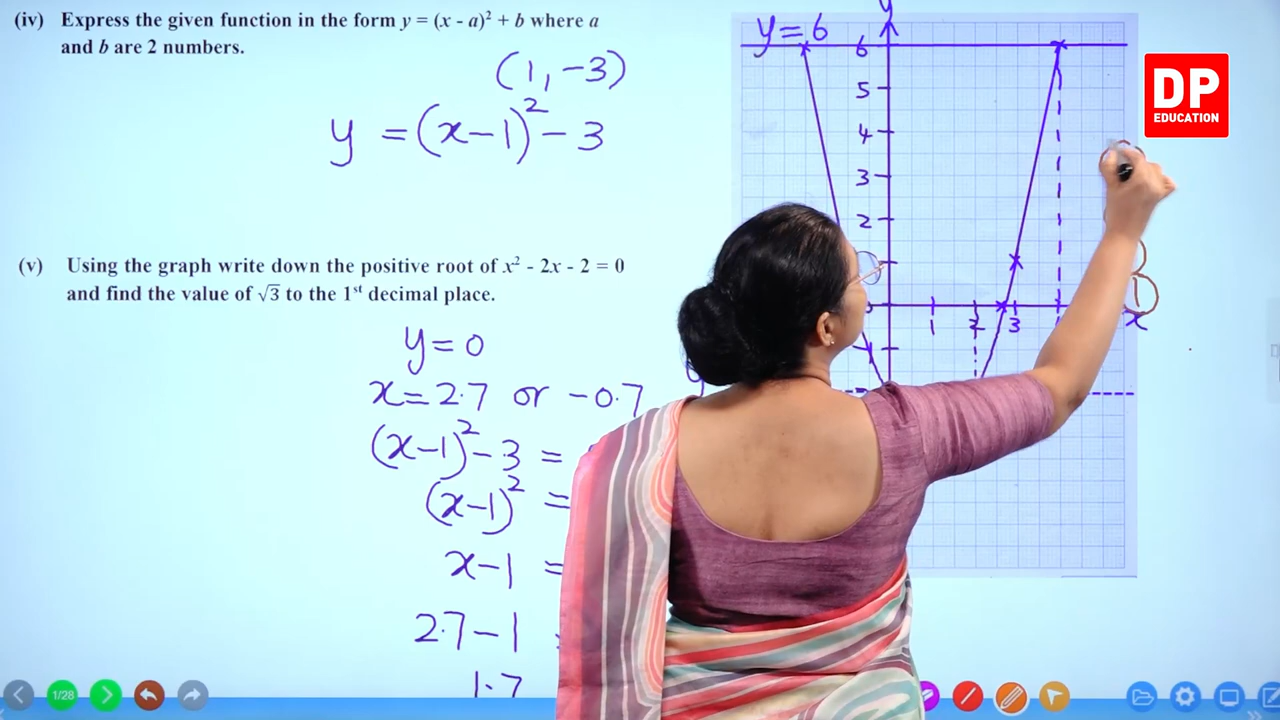 (iv) Express the given function in the form y = (x - a)² + b where a
and b are 2 numbers.
(1, -3)
y = (x-1)² - 3
(v) Using the graph write down the positive root of x² - 2x - 2 = 0
and find the value of √3 to the 1st decimal place.
y = 0
x = 2.7 or -0.7
(x-1)² - 3 =
(x-1)² =
x-1 =
2.7 - 1
1.7
1/28
y
y = 6
6
5
4
3
2
1 2 3
x
-1
1
DP
EDUCATION